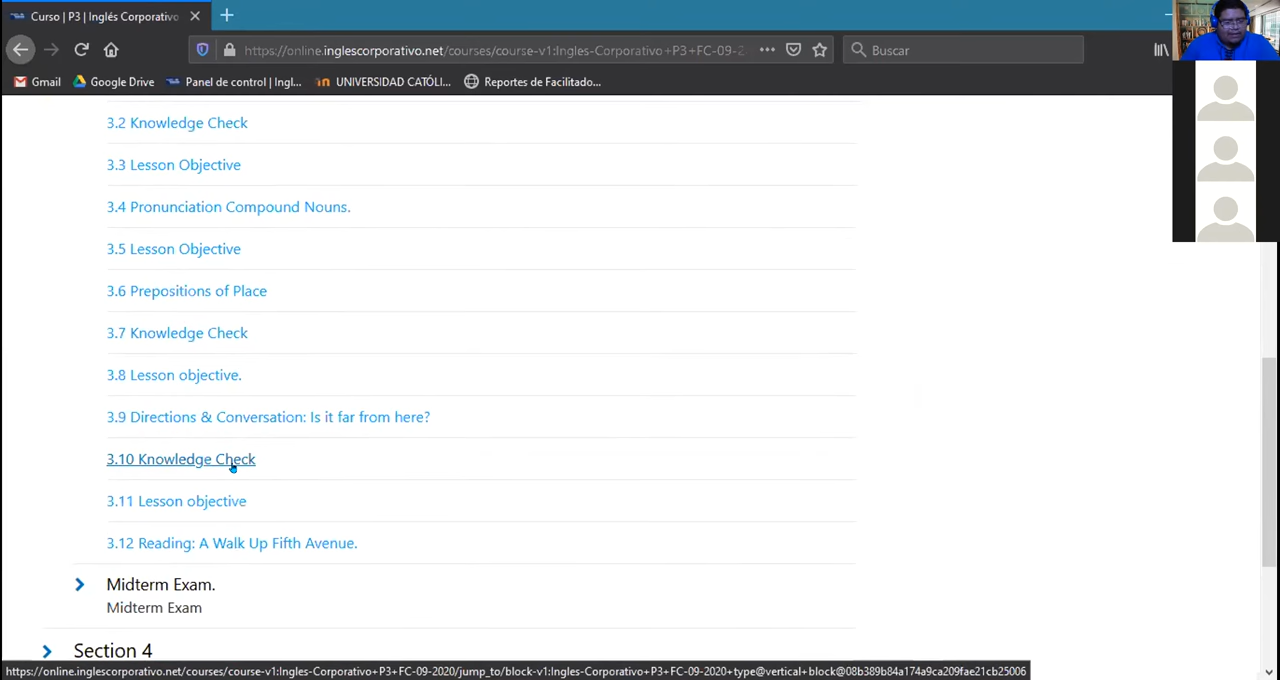 Curso | P3 | Inglés Corporativo
https://online.inglescorporativo.net/courses/course-v1:Ingles-Corporativo+P3+FC-09-2
Buscar
Gmail
Google Drive
Panel de control | Ingl...
UNIVERSIDAD CATÓLI...
Reportes de Facilitado...
3.2 Knowledge Check
3.3 Lesson Objective
3.4 Pronunciation Compound Nouns.
3.5 Lesson Objective
3.6 Prepositions of Place
3.7 Knowledge Check
3.8 Lesson objective.
3.9 Directions & Conversation: Is it far from here?
3.10 Knowledge Check
3.11 Lesson objective
3.12 Reading: A Walk Up Fifth Avenue.
Midterm Exam.
Midterm Exam
Section 4
https://online.inglescorporativo.net/courses/course-v1:Ingles-Corporativo+P3+FC-09-2020/jump_to/block-v1:Ingles-Corporativo+P3+FC-09-2020+type@vertical+block@08b389b84a174a9ca209fae21cb25006